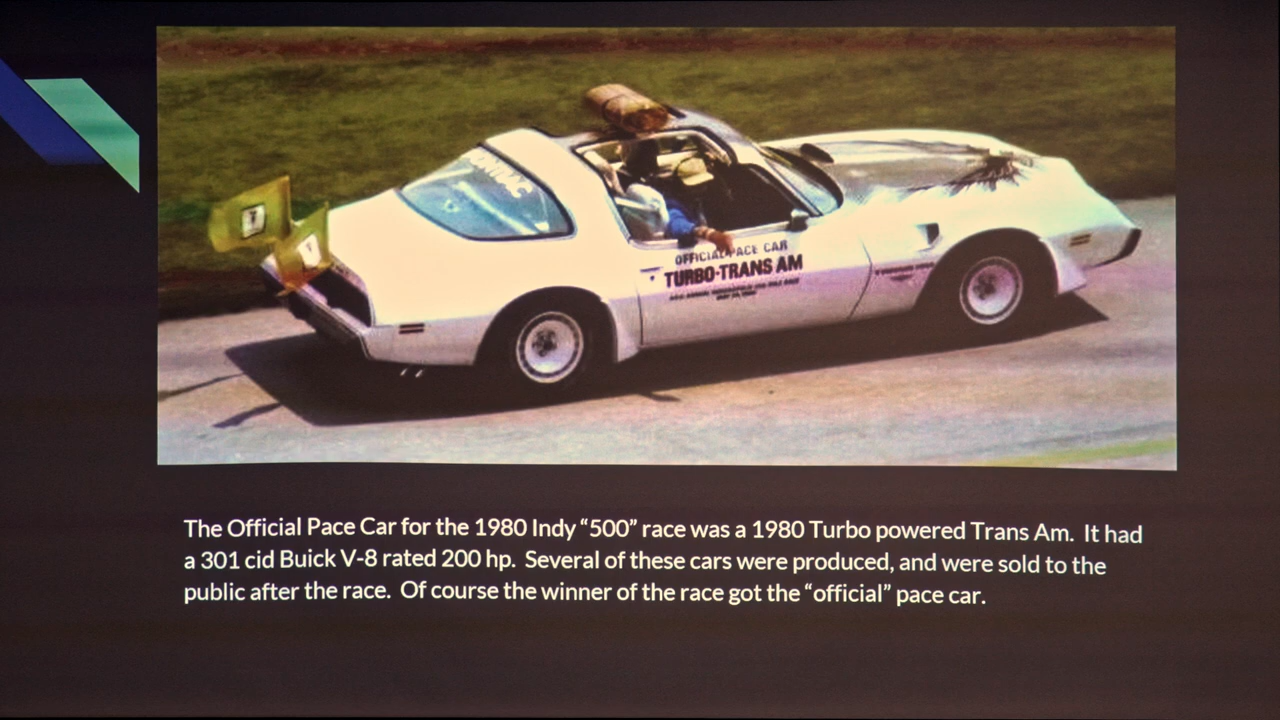 PONTIAC
OFFICIAL PACE CAR
TURBO-TRANS AM
The Official Pace Car for the 1980 Indy “500” race was a 1980 Turbo powered Trans Am. It had
a 301 cid Buick V-8 rated 200 hp. Several of these cars were produced, and were sold to the
public after the race. Of course the winner of the race got the “official” pace car.